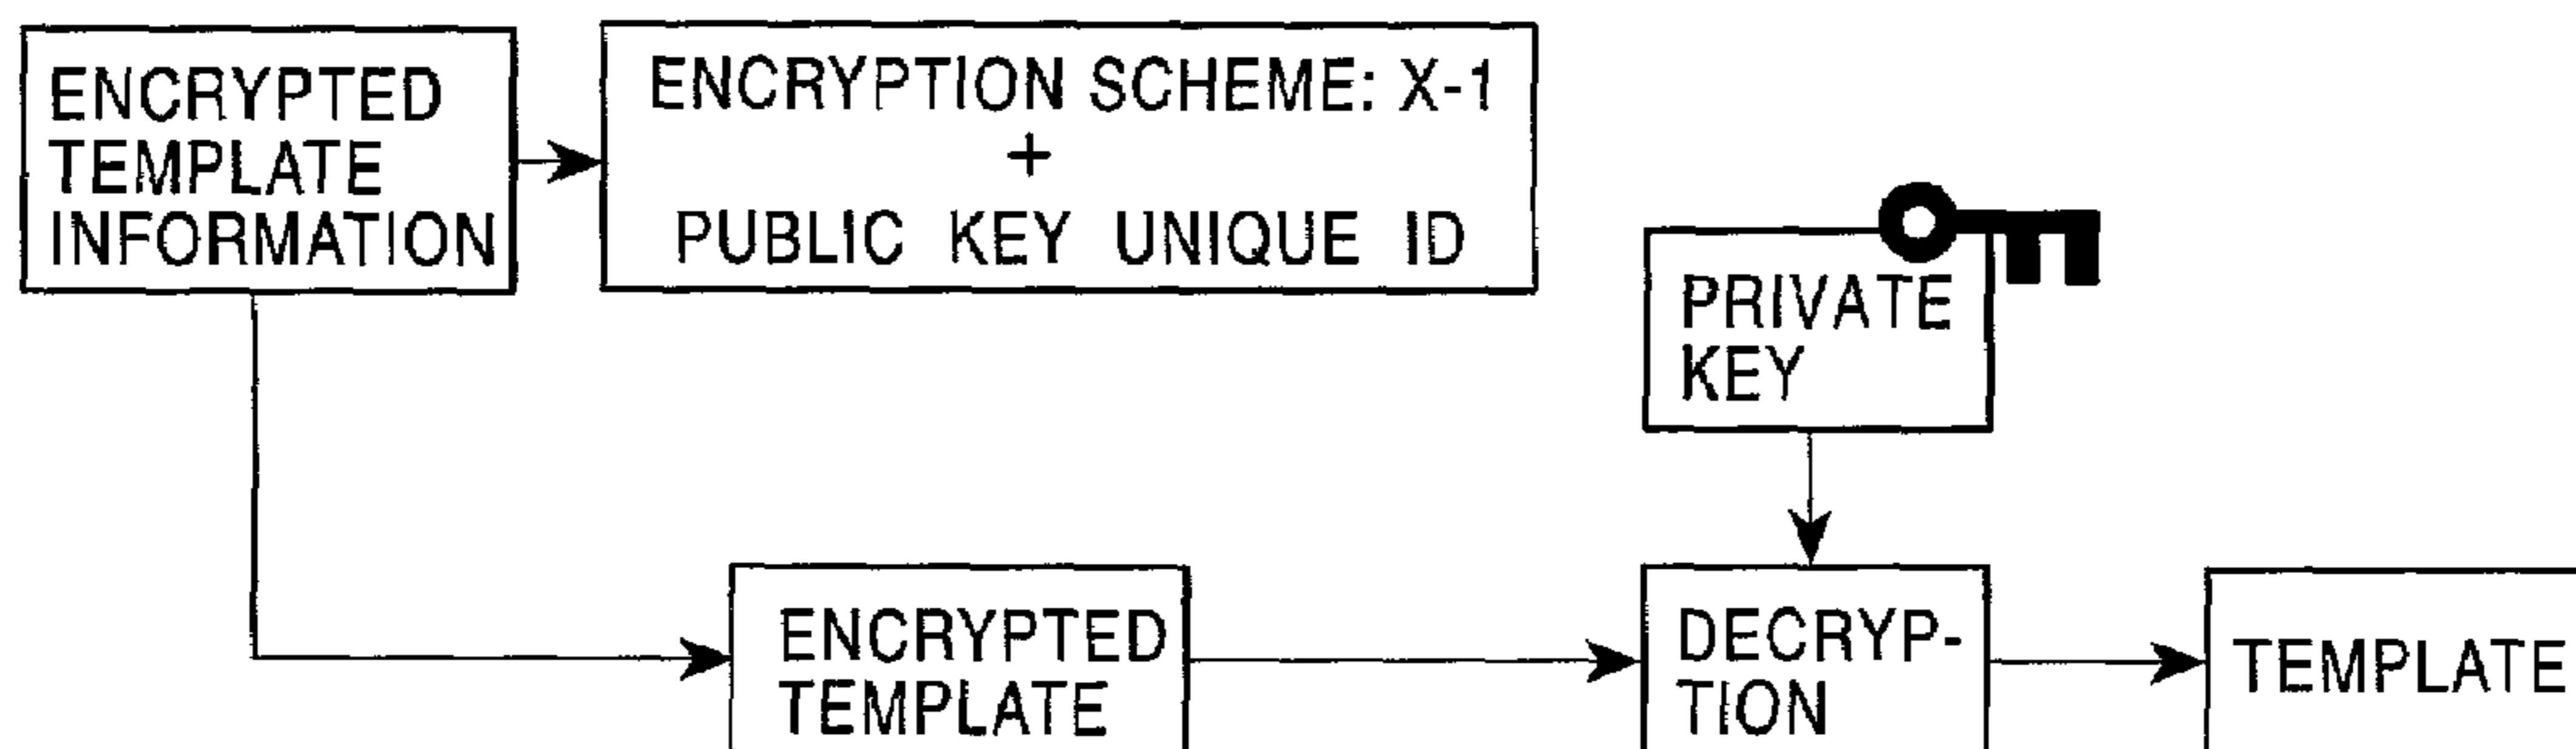 ENCRYPTED
TEMPLATE
INFORMATION
ENCRYPTION SCHEME: X-1
+
PUBLIC KEY UNIQUE ID
PRIVATE
KEY
ENCRYPTED
TEMPLATE
DECRYP-
TION
TEMPLATE